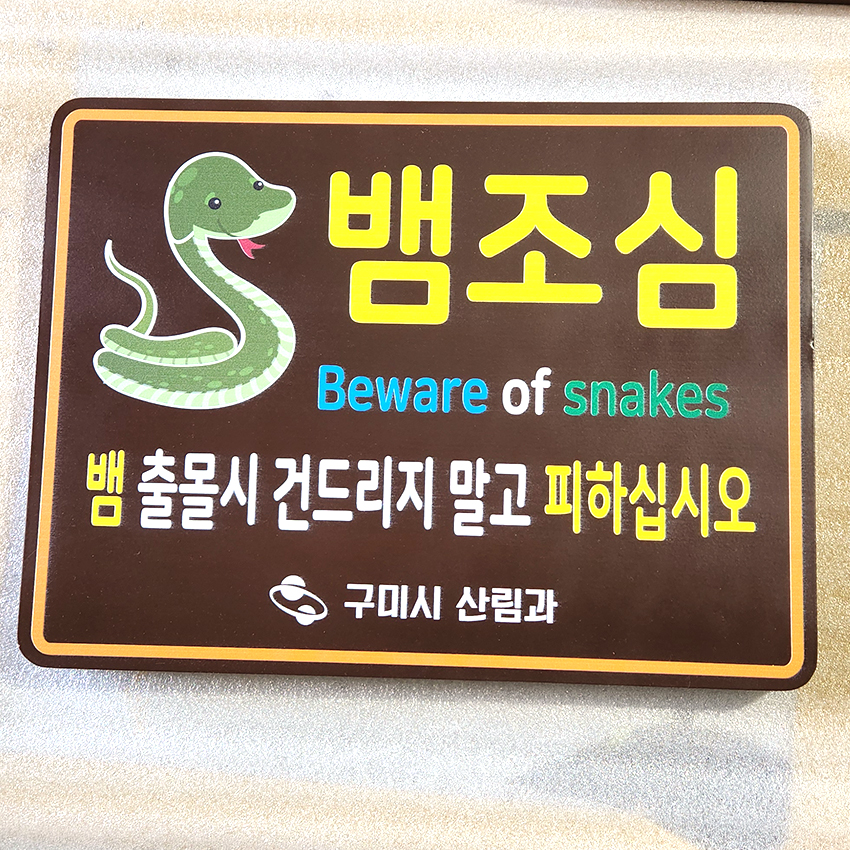 뱀조심
Beware of snakes
뱀 출몰시 건드리지 말고 피하십시오
구미시 산림과